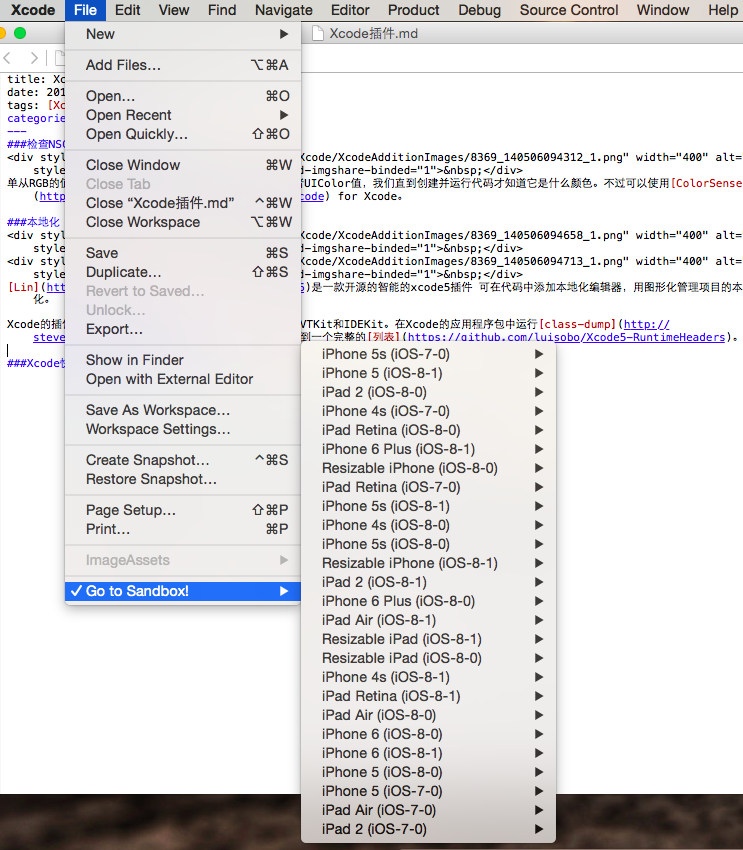 Xcode File Edit View Find Navigate Editor Product Debug Source Control Window Help
Xcode插件.md
New
Add Files… ⌥⌘A
Open… ⌘O
Open Recent
Open Quickly… ⇧⌘O
Close Window ⌘W
Close Tab
Close “Xcode插件.md” ^⌘W
Close Workspace ⌥⌘W
Save ⌘S
Duplicate… ⇧⌘S
Revert to Saved…
Unlock…
Export…
Show in Finder
Open with External Editor
Save As Workspace…
Workspace Settings…
Create Snapshot… ^⌘S
Restore Snapshot…
Page Setup… ⇧⌘P
Print… ⌘P
ImageAssets
✓ Go to Sandbox!
iPhone 5s (iOS-7-0)
iPhone 5 (iOS-8-1)
iPad 2 (iOS-8-0)
iPhone 4s (iOS-7-0)
iPad Retina (iOS-8-0)
iPhone 6 Plus (iOS-8-1)
Resizable iPhone (iOS-8-0)
iPad Retina (iOS-7-0)
iPhone 5s (iOS-8-1)
iPhone 4s (iOS-8-0)
iPhone 5s (iOS-8-0)
Resizable iPhone (iOS-8-1)
iPad 2 (iOS-8-1)
iPhone 6 Plus (iOS-8-0)
iPad Air (iOS-8-1)
Resizable iPad (iOS-8-1)
Resizable iPad (iOS-8-0)
iPhone 4s (iOS-8-1)
iPad Retina (iOS-8-1)
iPad Air (iOS-8-0)
iPhone 6 (iOS-8-0)
iPhone 6 (iOS-8-1)
iPhone 5 (iOS-8-0)
iPhone 5 (iOS-7-0)
iPad Air (iOS-7-0)
iPad 2 (iOS-7-0)
title: Xc
date: 201
tags: [Xc
categorie
---
###检查NSC
<div styl Xcode/XcodeAdditionImages/8369_140506094312_1.png" width="400" alt=
style d-imgshare-binded="1">&nbsp;</div>
单从RGB的值 UIColor值，我们直到创建并运行代码才知道它是什么颜色。不过可以使用[ColorSense
(http code) for Xcode。
###本地化
<div styl Xcode/XcodeAdditionImages/8369_140506094658_1.png" width="400" alt=
style d-imgshare-binded="1">&nbsp;</div>
<div styl Xcode/XcodeAdditionImages/8369_140506094713_1.png" width="400" alt=
style d-imgshare-binded="1">&nbsp;</div>
[Lin](htt 5)是一款开源的智能的xcode5插件 可在代码中添加本地化编辑器，用图形化管理项目的本
化。
Xcode的插件 VTKit和IDEKit。在Xcode的应用程序包中运行[class-dump](http://
steve 到一个完整的[列表](https://github.com/luisobo/Xcode5-RuntimeHeaders)。
###Xcode快